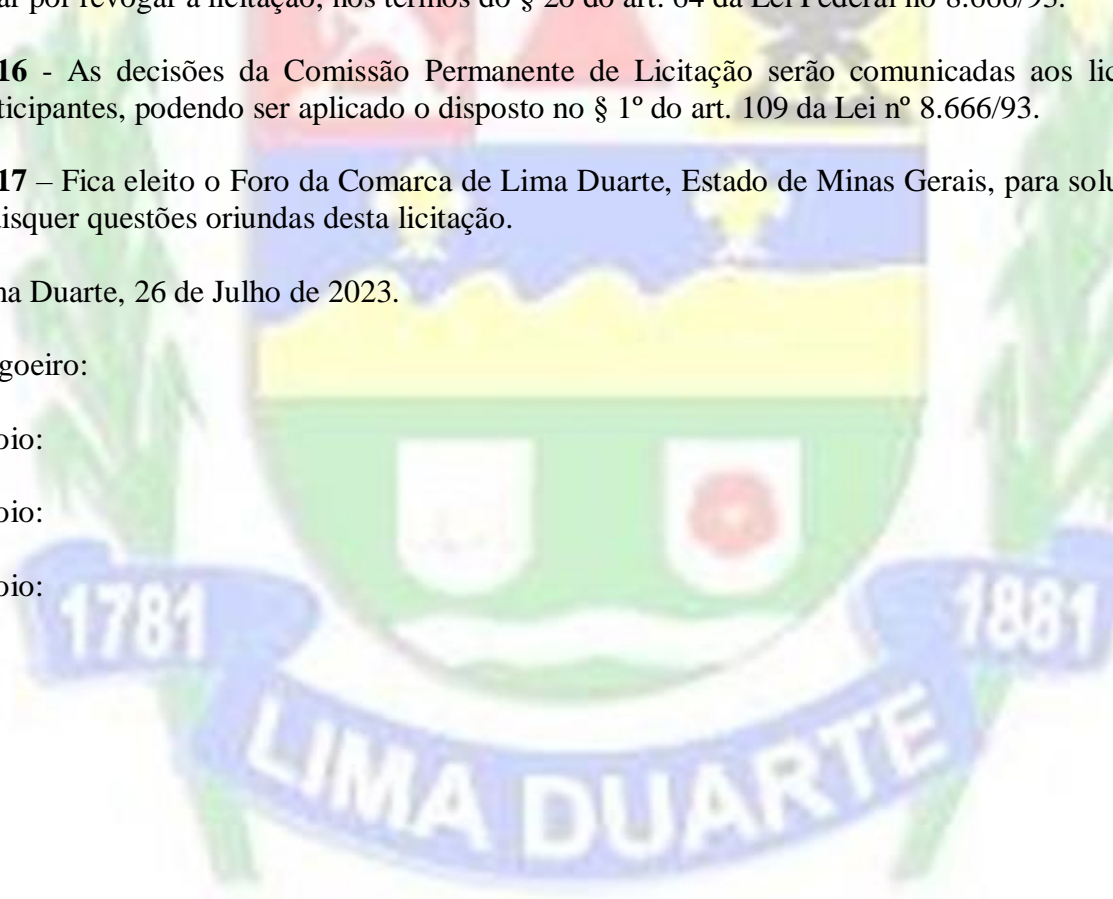 ar por revogar a licitação, nos termos do § 2o do art. 64 da Lei Federal no 8.666/93.
16 - As decisões da Comissão Permanente de Licitação serão comunicadas aos lic
ticipantes, podendo ser aplicado o disposto no § 1º do art. 109 da Lei nº 8.666/93.
17 – Fica eleito o Foro da Comarca de Lima Duarte, Estado de Minas Gerais, para solu
isquer questões oriundas desta licitação.
na Duarte, 26 de Julho de 2023.
goeiro:
oio:
oio:
oio:
1781
1881
LIMA DUARTE